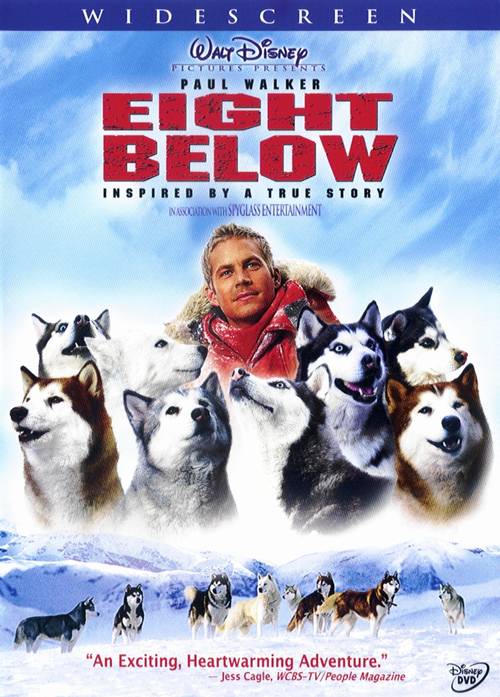 WIDESCREEN
WALT DISNEY
PICTURES PRESENTS
PAUL WALKER
EIGHT
BELOW
INSPIRED BY A TRUE STORY
IN ASSOCIATION WITH SPYGLASS ENTERTAINMENT
“An Exciting, Heartwarming Adventure.”
– Jess Cagle, WCBS-TV/People Magazine
Disney
DVD